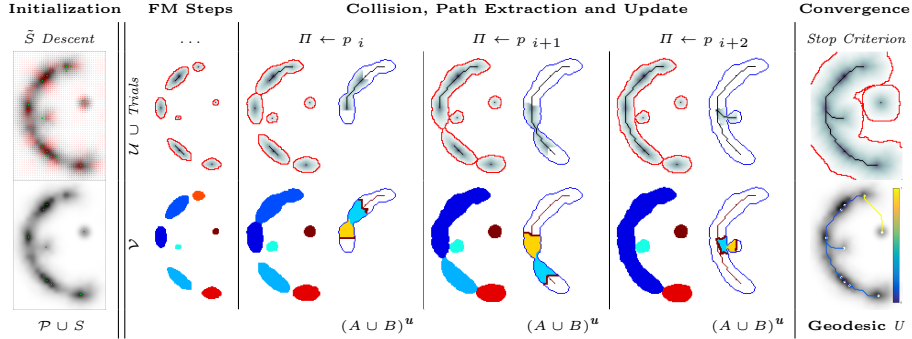 Initialization FM Steps Collision, Path Extraction and Update Convergence
S̃ Descent ... Π ← p i Π ← p i+1 Π ← p i+2 Stop Criterion
𝒰 ∪ Trials
𝒱
𝒫 ∪ S (A ∪ B)ᵘ (A ∪ B)ᵘ (A ∪ B)ᵘ Geodesic U